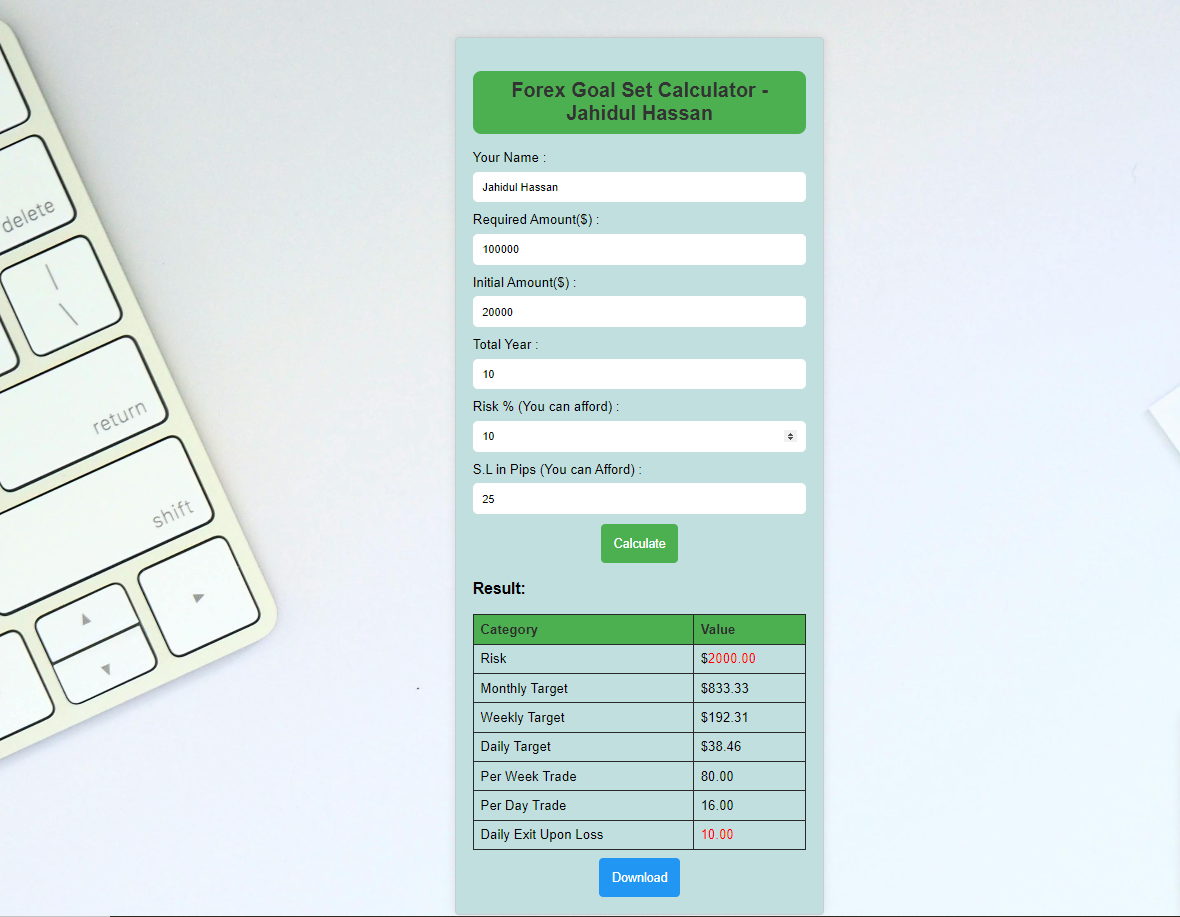 Forex Goal Set Calculator -
Jahidul Hassan
Your Name :
Jahidul Hassan
Required Amount($) :
100000
Initial Amount($) :
20000
Total Year :
10
Risk % (You can afford) :
10
S.L in Pips (You can Afford) :
25
Calculate
Result:
Category Value
Risk $2000.00
Monthly Target $833.33
Weekly Target $192.31
Daily Target $38.46
Per Week Trade 80.00
Per Day Trade 16.00
Daily Exit Upon Loss 10.00
Download
delete
|
\
return
shift